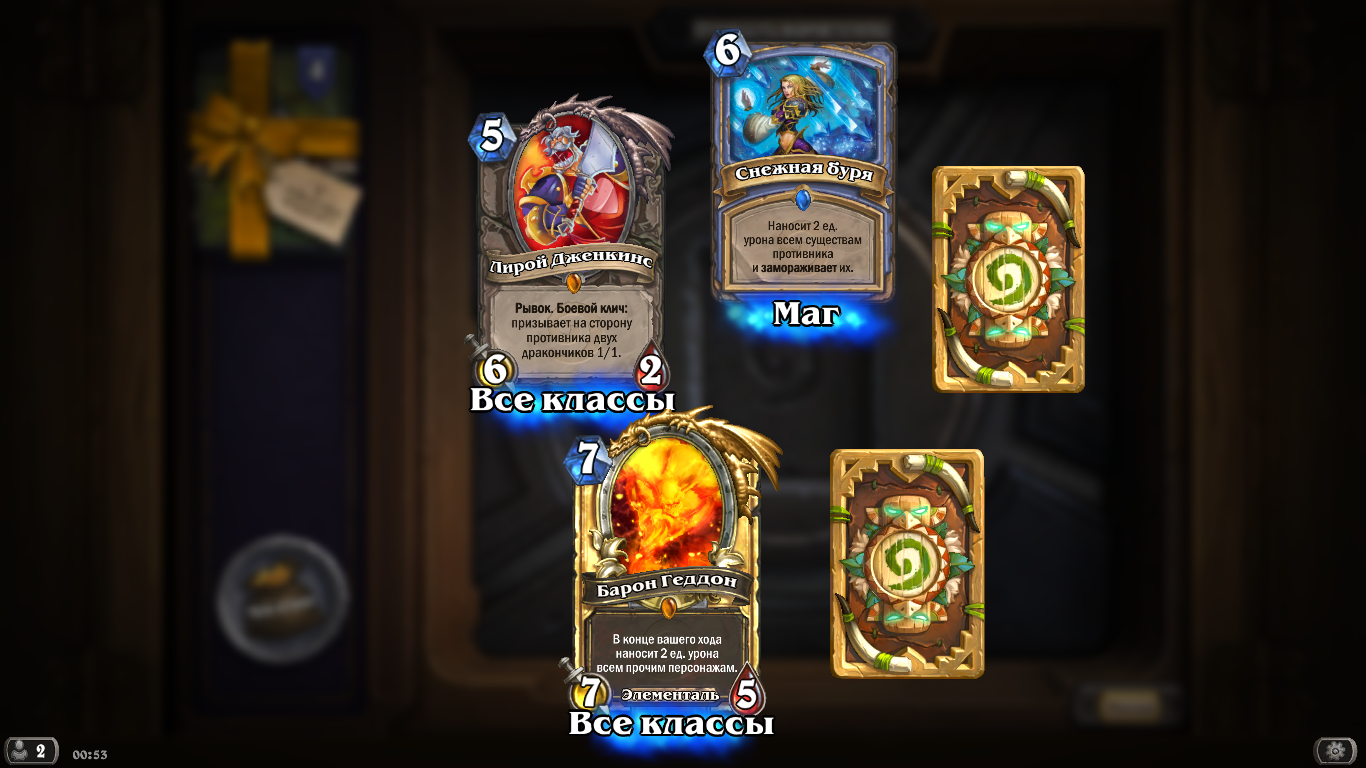 6
Снежная буря
Наносит 2 ед.
урона всем существам
противника
и замораживает их.
Маг
5
Лирой Дженкинс
Рывок. Боевой клич:
призывает на сторону
противника двух
дракончиков 1/1.
6
2
Все классы
7
Барон Геддон
В конце вашего хода
наносит 2 ед. урона
всем прочим персонажам.
7
Элементаль
5
Все классы
2
00:53